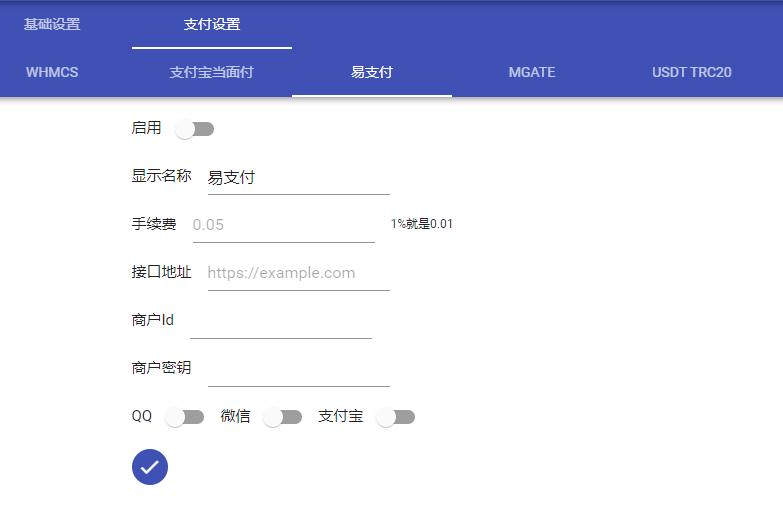 基础设置 支付设置
WHMCS 支付宝当面付 易支付 MGATE USDT TRC20
启用
显示名称 易支付
手续费 0.05 1%就是0.01
接口地址 https://example.com
商户Id
商户密钥
QQ 微信 支付宝